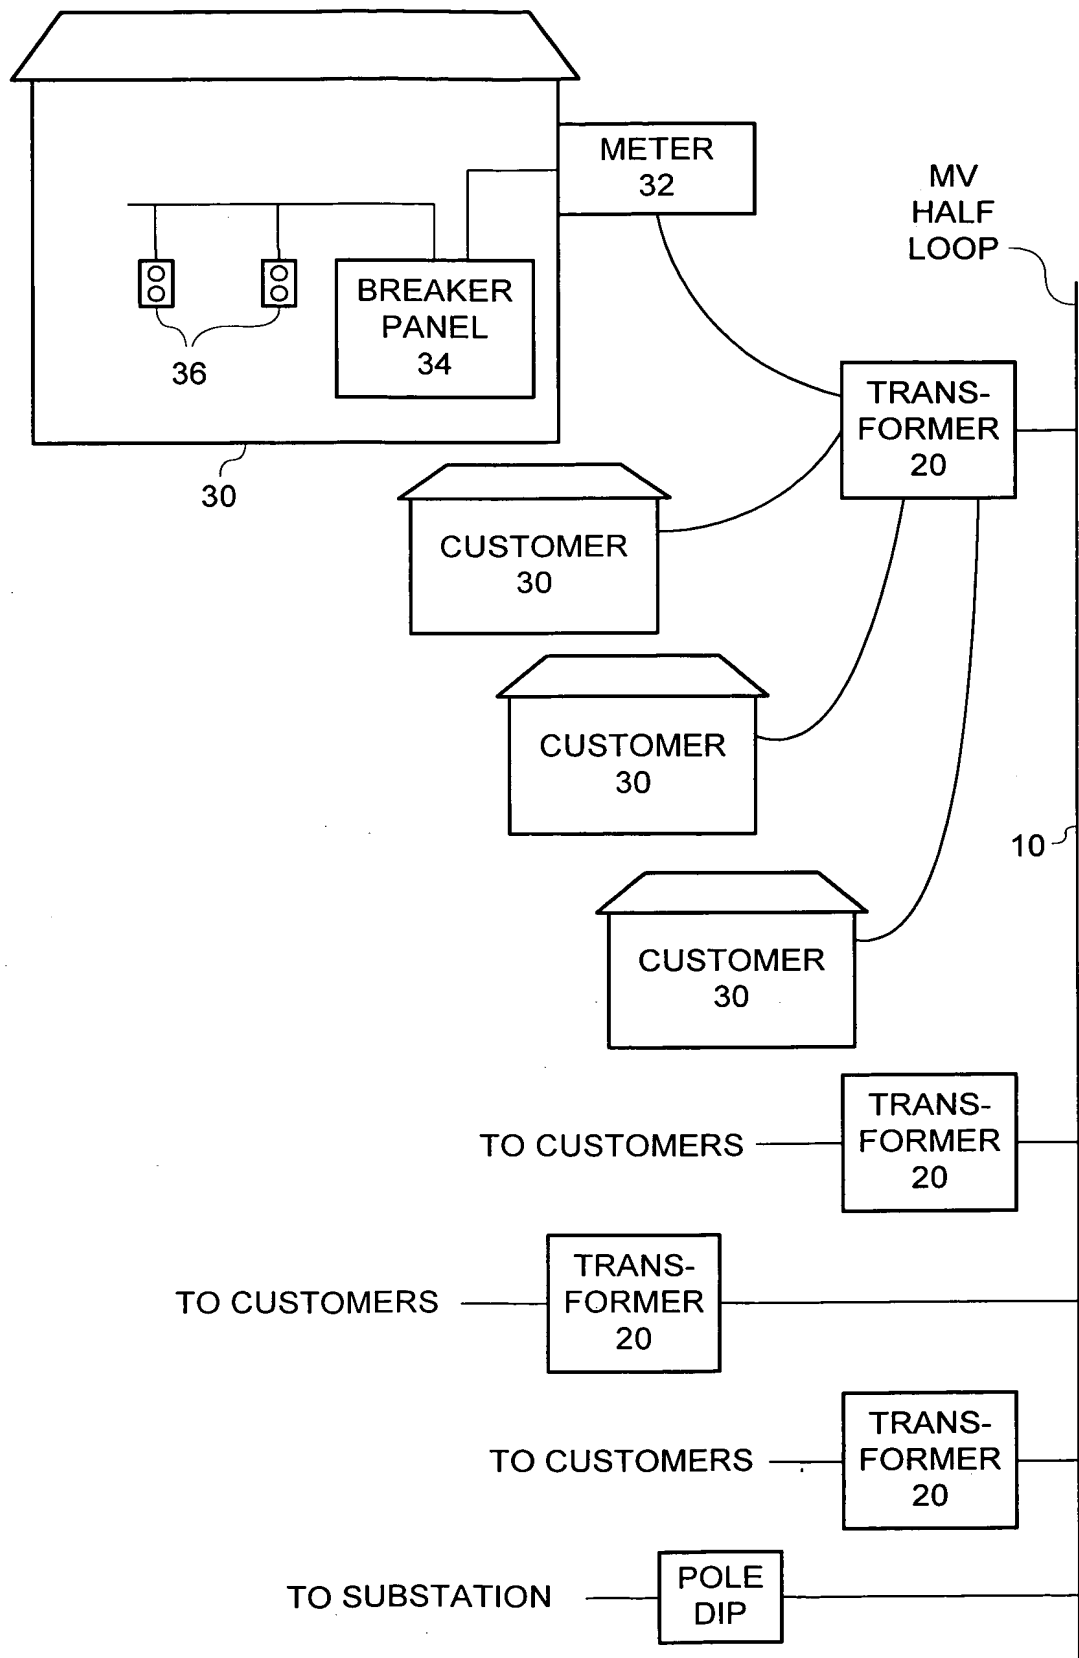 METER
32
MV
HALF
LOOP
BREAKER
PANEL
34
36
30
TRANS-
FORMER
20
CUSTOMER
30
CUSTOMER
30
10
CUSTOMER
30
TRANS-
FORMER
20
TO CUSTOMERS
TRANS-
FORMER
20
TO CUSTOMERS
TRANS-
FORMER
20
TO CUSTOMERS
POLE
DIP
TO SUBSTATION